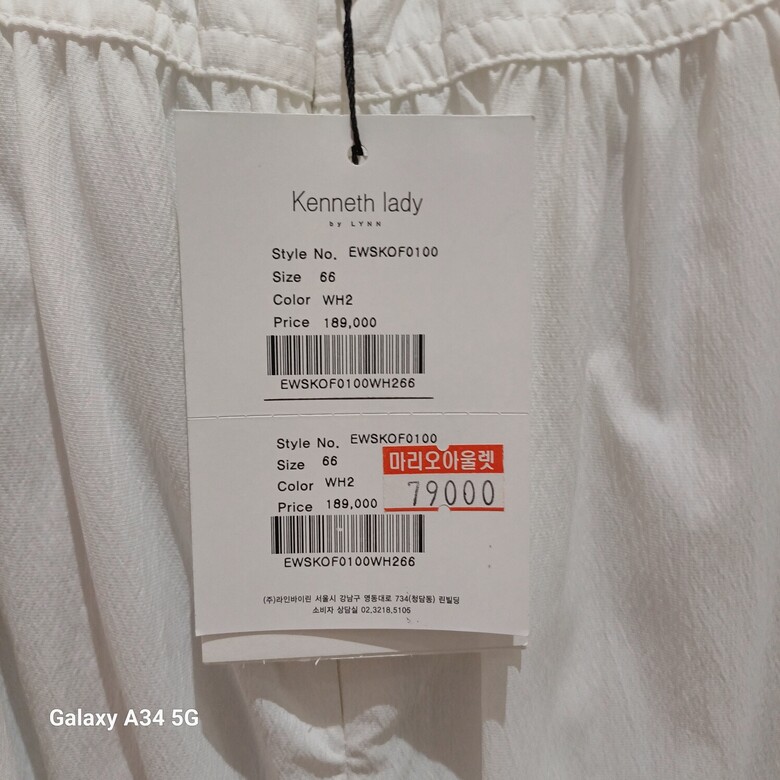 Kenneth lady
by LYNN
Style No. EWSKOF0100
Size 66
Color WH2
Price 189,000
EWSKOF0100WH266
Style No. EWSKOF0100
Size 66
Color WH2
Price 189,000
마리오아울렛
79000
EWSKOF0100WH266
(주)라인바이린 서울시 강남구 영동대로 734(청담동) 린빌딩
소비자 상담실 02,3218,5106
Galaxy A34 5G